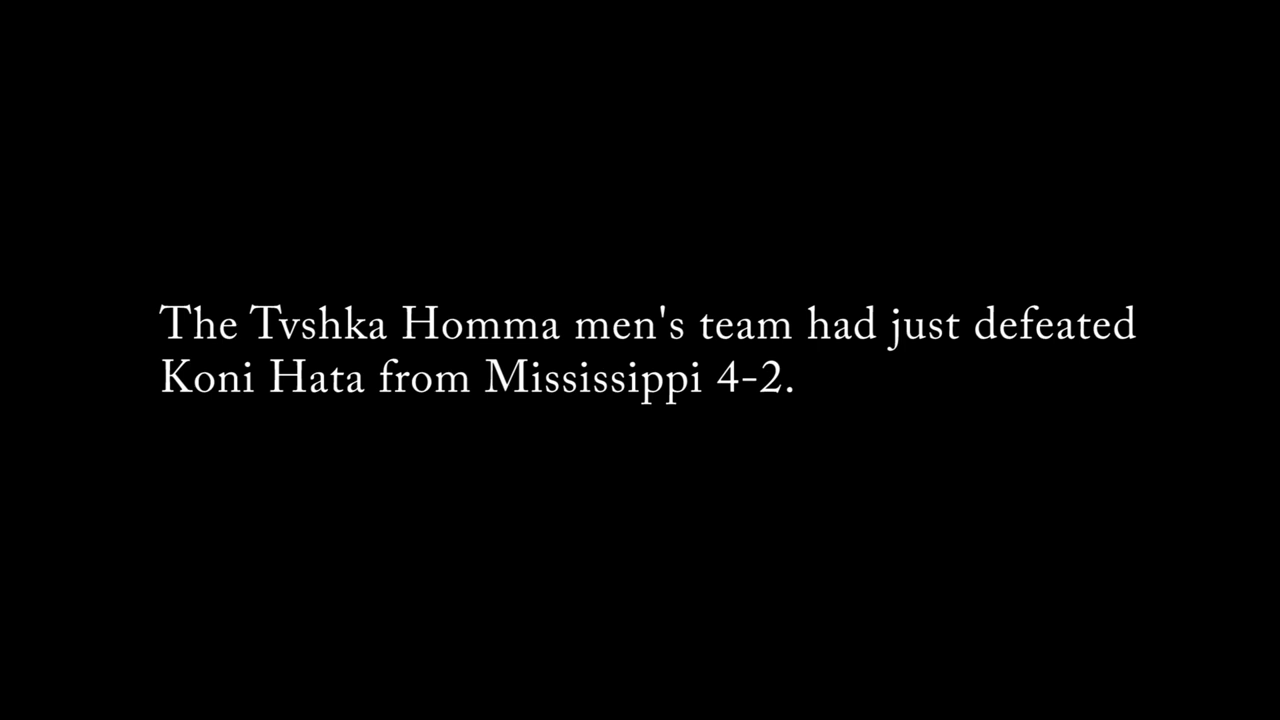 The Tvshka Homma men's team had just defeated
Koni Hata from Mississippi 4-2.